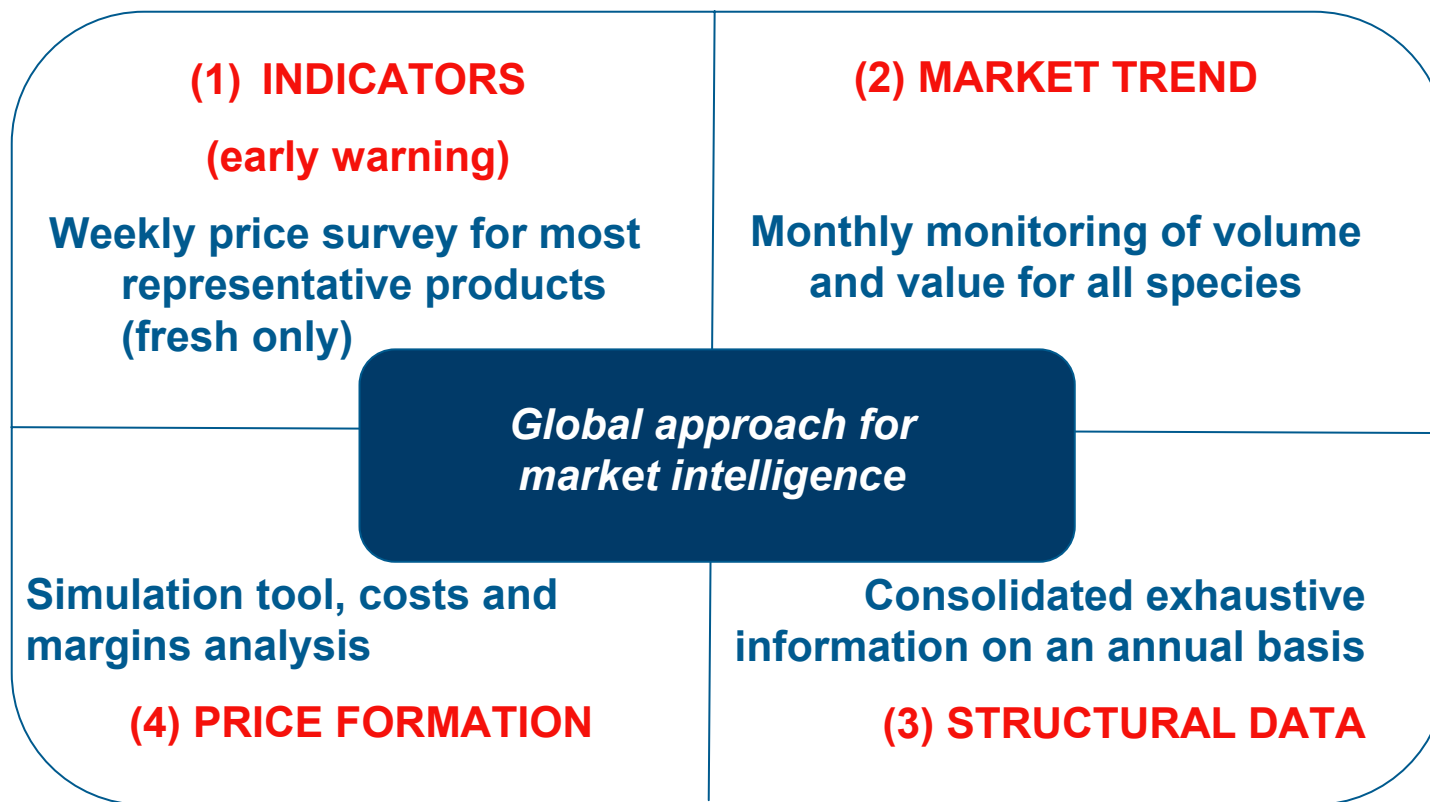 (1) INDICATORS
(early warning)
Weekly price survey for most
representative products
(fresh only)
(2) MARKET TREND
Monthly monitoring of volume
and value for all species
Global approach for
market intelligence
Simulation tool, costs and
margins analysis
(4) PRICE FORMATION
Consolidated exhaustive
information on an annual basis
(3) STRUCTURAL DATA